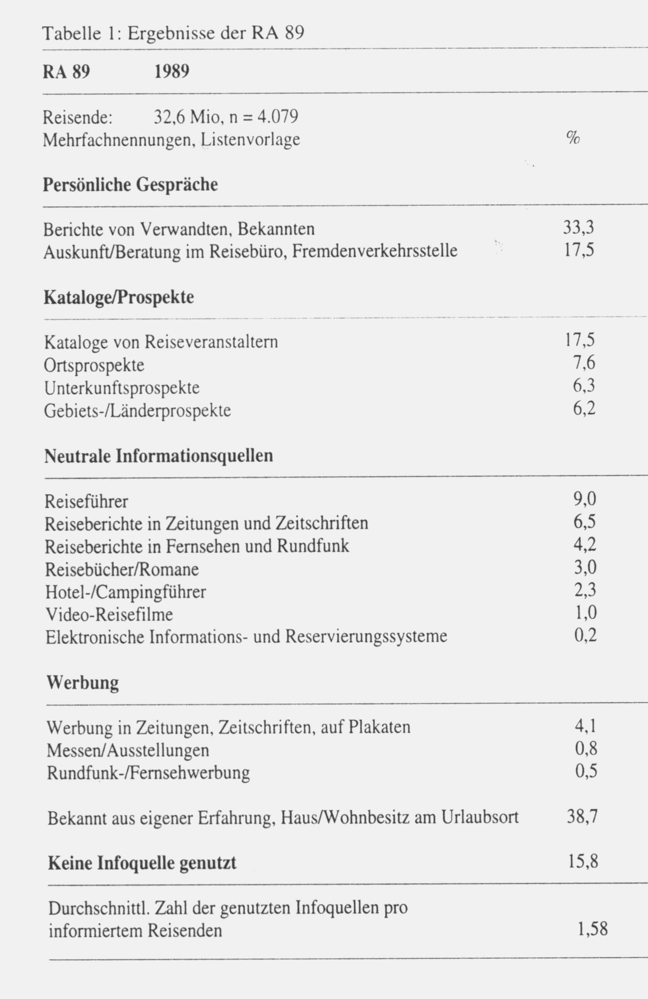 Tabelle 1: Ergebnisse der RA 89
RA 89 1989
Reisende: 32,6 Mio, n = 4.079
Mehrfachnennungen, Listenvorlage %
Persönliche Gespräche
Berichte von Verwandten, Bekannten 33,3
Auskunft/Beratung im Reisebüro, Fremdenverkehrsstelle 17,5
Kataloge/Prospekte
Kataloge von Reiseveranstaltern 17,5
Ortsprospekte 7,6
Unterkunftsprospekte 6,3
Gebiets-/Länderprospekte 6,2
Neutrale Informationsquellen
Reiseführer 9,0
Reiseberichte in Zeitungen und Zeitschriften 6,5
Reiseberichte in Fernsehen und Rundfunk 4,2
Reisebücher/Romane 3,0
Hotel-/Campingführer 2,3
Video-Reisefilme 1,0
Elektronische Informations- und Reservierungssysteme 0,2
Werbung
Werbung in Zeitungen, Zeitschriften, auf Plakaten 4,1
Messen/Ausstellungen 0,8
Rundfunk-/Fernsehwerbung 0,5
Bekannt aus eigener Erfahrung, Haus/Wohnbesitz am Urlaubsort 38,7
Keine Infoquelle genutzt 15,8
Durchschnittl. Zahl der genutzten Infoquellen pro
informiertem Reisenden 1,58